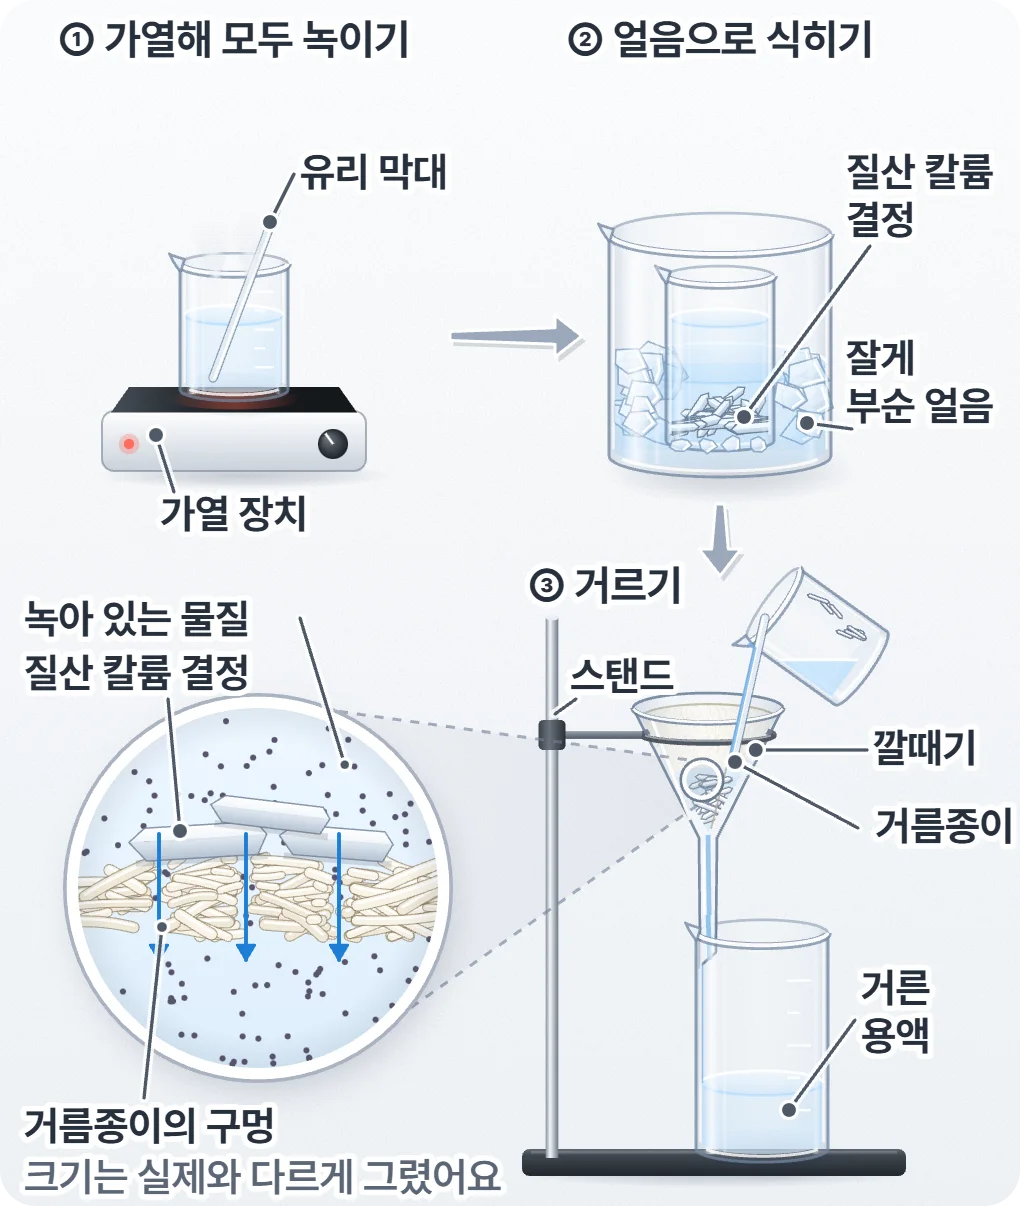 ① 가열해 모두 녹이기
② 얼음으로 식히기
유리 막대
질산 칼륨
결정
잘게
부순 얼음
가열 장치
③ 거르기
녹아 있는 물질
질산 칼륨 결정
스탠드
깔때기
거름종이
거른
용액
거름종이의 구멍
크기는 실제와 다르게 그렸어요